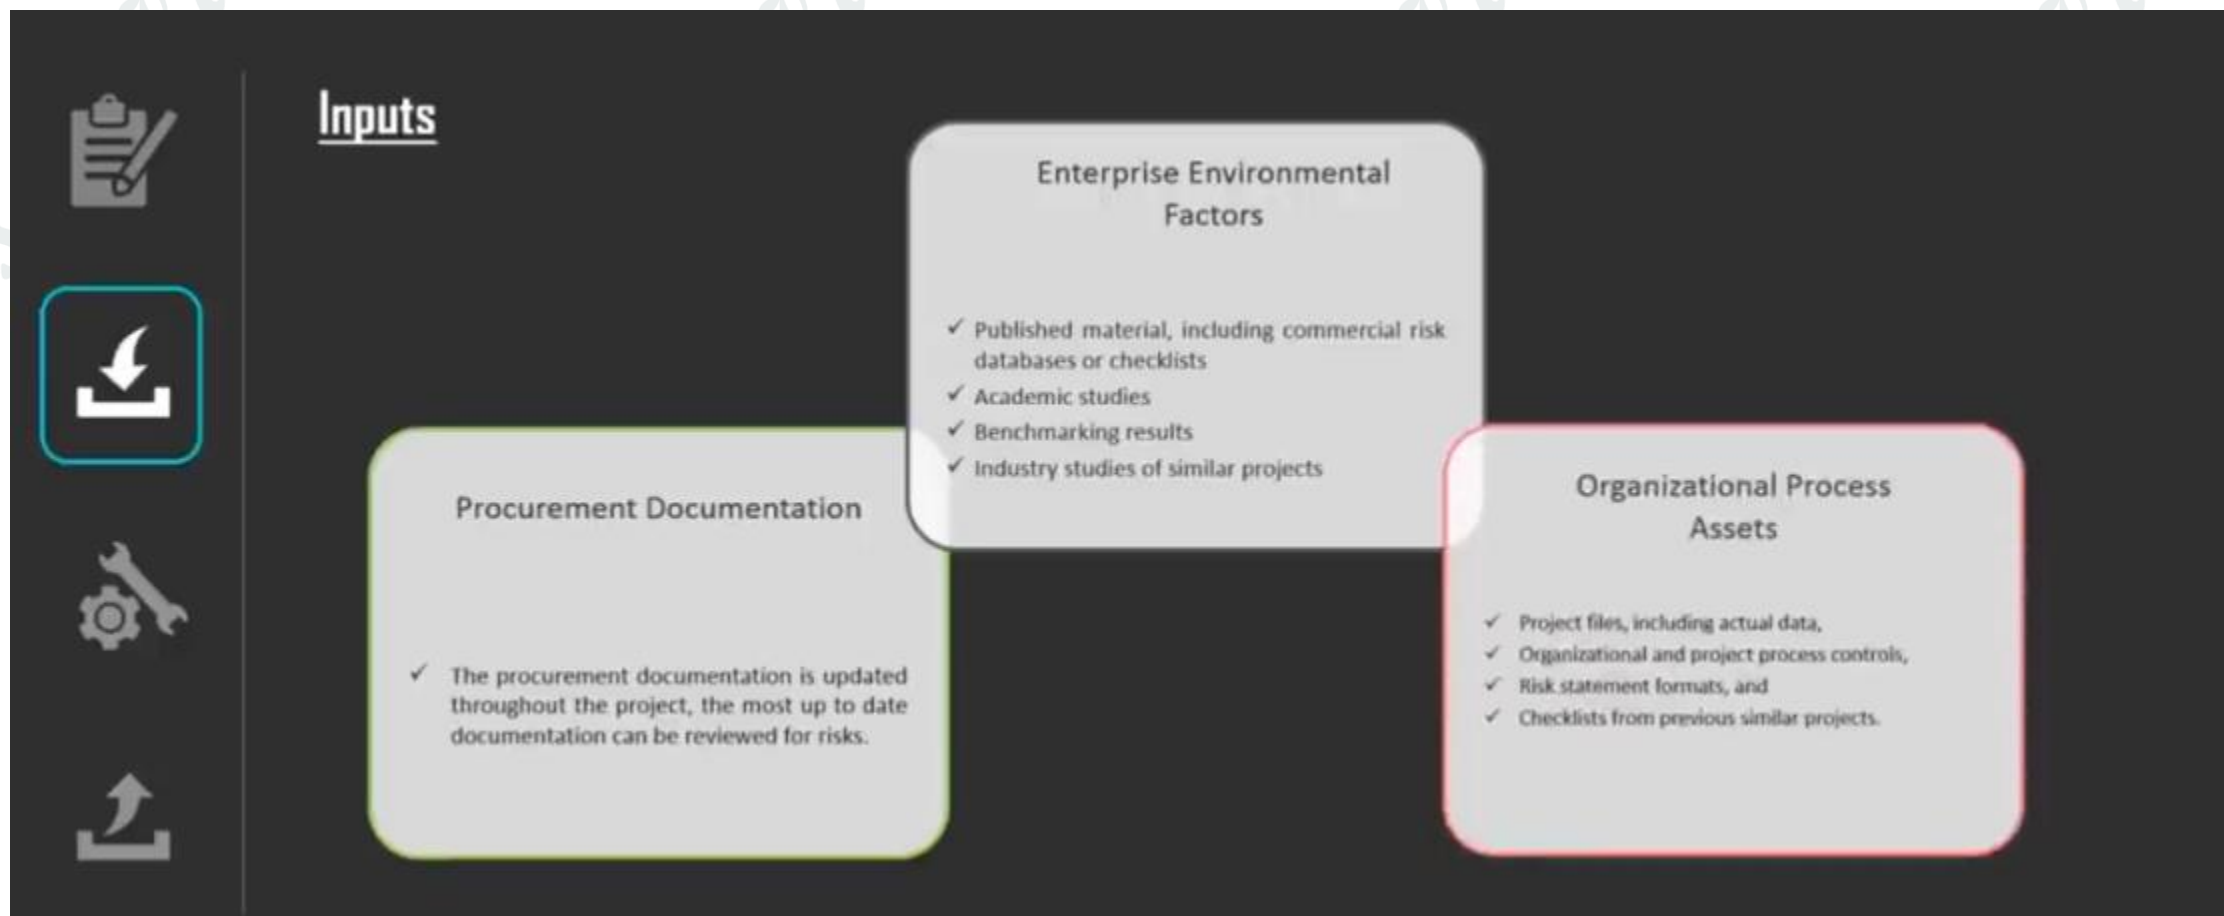 Inputs
Enterprise Environmental
Factors
✓ Published material, including commercial risk
databases or checklists
✓ Academic studies
✓ Benchmarking results
✓ Industry studies of similar projects
Procurement Documentation
✓ The procurement documentation is updated
throughout the project, the most up to date
documentation can be reviewed for risks.
Organizational Process
Assets
✓ Project files, including actual data,
✓ Organizational and project process controls,
✓ Risk statement formats, and
✓ Checklists from previous similar projects.